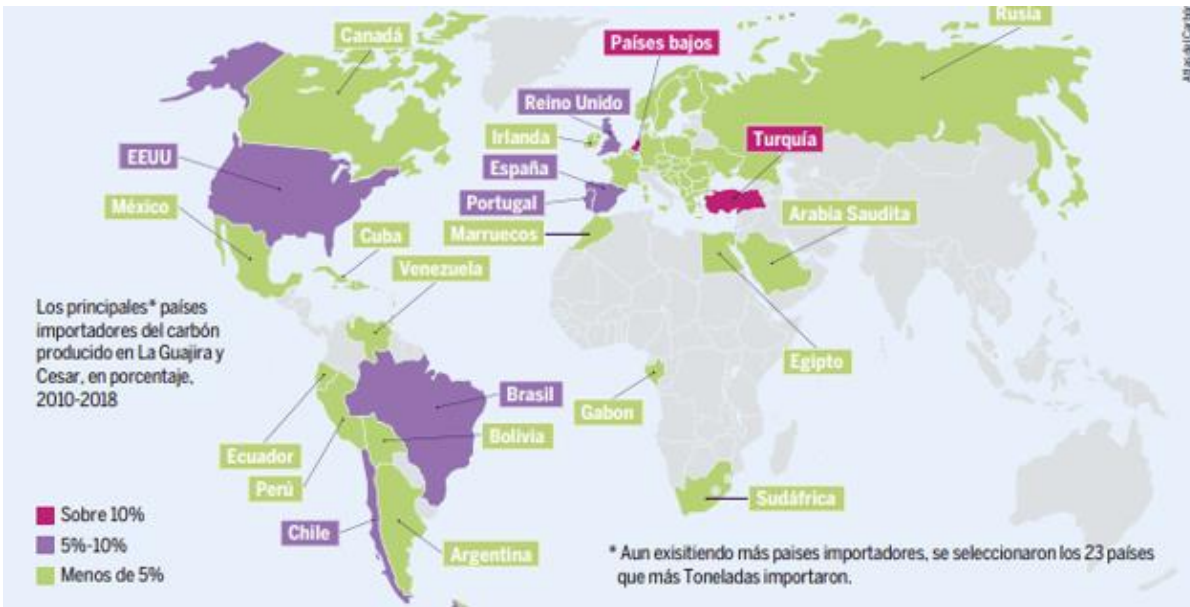 Rusia
Canadá
Países bajos
Reino Unido
Irlanda
Turquía
EEUU
España
México
Portugal
Arabia Saudita
Cuba
Marruecos
Venezuela
Los principales* países
importadores del carbón
producido en La Guajira y
Cesar, en porcentaje,
2010-2018
Egipto
Brasil
Gabon
Bolivia
Ecuador
Perú
Sudáfrica
Sobre 10%
Chile
5%-10%
Argentina
Menos de 5%
* Aun exisitiendo más paises importadores, se seleccionaron los 23 países
que más Toneladas importaron.
Atlas del Carbón